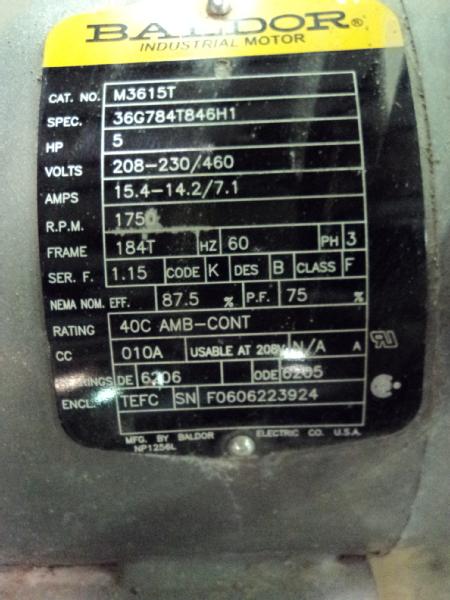 BALDOR®
INDUSTRIAL MOTOR
CAT. NO. M3615T
SPEC. 36G784T846H1
HP 5
VOLTS 208-230/460
AMPS 15.4-14.2/7.1
R.P.M. 1750
FRAME 184T HZ 60 PH 3
SER. F. 1.15 CODE K DES B CLASS F
NEMA NOM. EFF. 87.5 % P.F. 75 %
RATING 40C AMB-CONT
CC 010A USABLE AT 208V N/A A
DE 6206 ODE 6205
ENCL. TEFC SN F0606223924
MFG. BY BALDOR ELECTRIC CO. U.S.A.
NP1256L